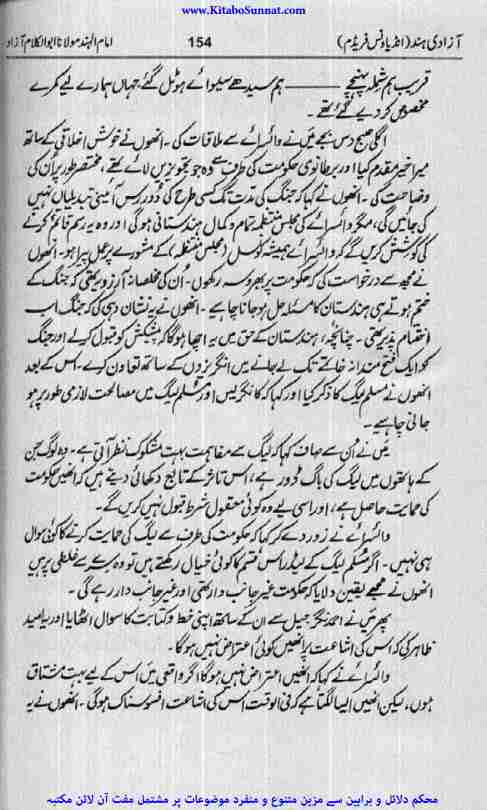 www.KitaboSunnat.com
آزادی ہند (انڈیا ونس فریڈم) 154 امام الہند مولانا ابوالکلام آزاد
قریب ہم شملہ پہنچے ——— ہم سیدھے سیلوائے ہوٹل گئے، جہاں ہمارے لیے کمرے
مخصوص کر دیے گئے تھے۔
اگلی صبح دس بجے میں نے وائسرائے سے ملاقات کی۔ انھوں نے خوش اخلاقی کے ساتھ
میرا خیر مقدم کیا اور برطانوی حکومت کی طرف سے وہ جو تجویزیں لائے تھے، مختصر طور پر ان کی
وضاحت کی۔ انھوں نے کہا کہ جنگ کی مدت تک کسی طرح کی دور رس آئینی تبدیلیاں نہیں
کی جائیں گی، مگر وائسرائے کی مجلس منتظمہ تمام و کمال ہندستانی ہوگی اور وہ یہ رسم قائم کرنے
کی کوشش کریں گے کہ وائسرائے ہمیشہ کونسل (مجلس منتظمہ) کے مشورے پر عمل پیرا ہو۔ انھوں
نے مجھ سے درخواست کی کہ حکومت پر بھروسہ رکھوں۔ ان کی مخلصانہ آرزو تھی کہ جنگ کے
ختم ہوتے ہی ہندستان کا مسئلہ حل ہو جانا چاہیے۔ انھوں نے یہ نشان دہی کی کہ جنگ اب
اختتام پذیر تھی۔ چنانچہ، ہندستان کے حق میں یہ اچھا ہوگا کہ پیشکش کو قبول کر لے اور جنگ
کو ایک فتح مندانہ خاتمے تک لے جانے میں انگریزوں کے ساتھ تعاون کرے۔ اس کے بعد
انھوں نے مسلم لیگ کا ذکر کیا اور کہا کہ کانگریس اور مسلم لیگ میں مصالحت لازمی طور پر ہو
جانی چاہیے۔
میں نے ان سے صاف کہا کہ لیگ سے مفاہمت بہت مشکوک نظر آتی ہے۔ وہ لوگ جن
کے ہاتھوں میں لیگ کی باگ ڈور ہے، اس تاثر کے تابع دکھائی دیتے ہیں کہ انھیں حکومت
کی حمایت حاصل ہے، اور اسی لیے وہ کوئی معقول شرط قبول نہیں کریں گے۔
وائسرائے نے زور دے کر کہا کہ حکومت کی طرف سے لیگ کی حمایت کرنے کا کوئی سوال
ہی نہیں۔ اگر مسلم لیگ کے لیڈر اس قسم کا کوئی خیال رکھتے ہیں تو وہ سرے سے غلطی پر ہیں
انھوں نے مجھے یقین دلایا کہ حکومت غیر جانب دار تھی اور غیر جانب دار رہے گی۔
پھر میں نے احمد نگر جیل سے ان کے ساتھ اپنی خط و کتابت کا سوال اٹھایا اور یہ امید
ظاہر کی کہ اس کی اشاعت پر انھیں کوئی اعتراض نہیں ہوگا۔
وائسرائے نے کہا کہ انھیں اعتراض نہیں ہوگا اگر واقعی میں اس کے لیے بہت مشتاق
ہوں، لیکن انھیں ایسا لگتا ہے کہ فی الوقت اس کی اشاعت افسوسناک ہوگی۔ انھوں نے یہ
محکم دلائل و براہین سے مزین متنوع و منفرد موضوعات پر مشتمل مفت آن لائن مکتبہ